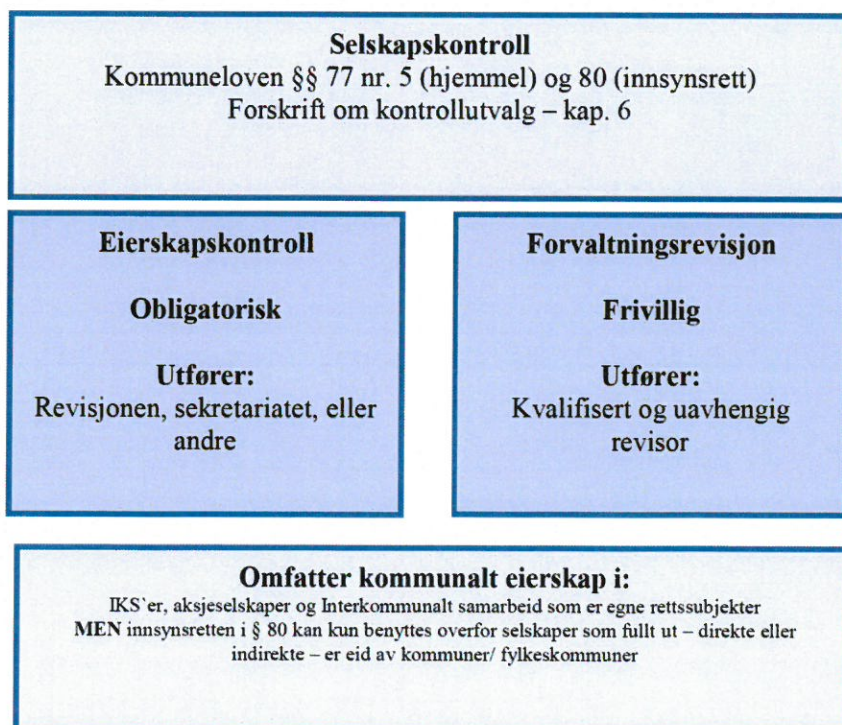 Selskapskontroll
Kommuneloven §§ 77 nr. 5 (hjemmel) og 80 (innsynsrett)
Forskrift om kontrollutvalg – kap. 6
Eierskapskontroll
Obligatorisk
Utfører:
Revisjonen, sekretariatet, eller
andre
Forvaltningsrevisjon
Frivillig
Utfører:
Kvalifisert og uavhengig
revisor
Omfatter kommunalt eierskap i:
IKS`er, aksjeselskaper og Interkommunalt samarbeid som er egne rettssubjekter
MEN innsynsretten i § 80 kan kun benyttes overfor selskaper som fullt ut – direkte eller
indirekte – er eid av kommuner/ fylkeskommuner